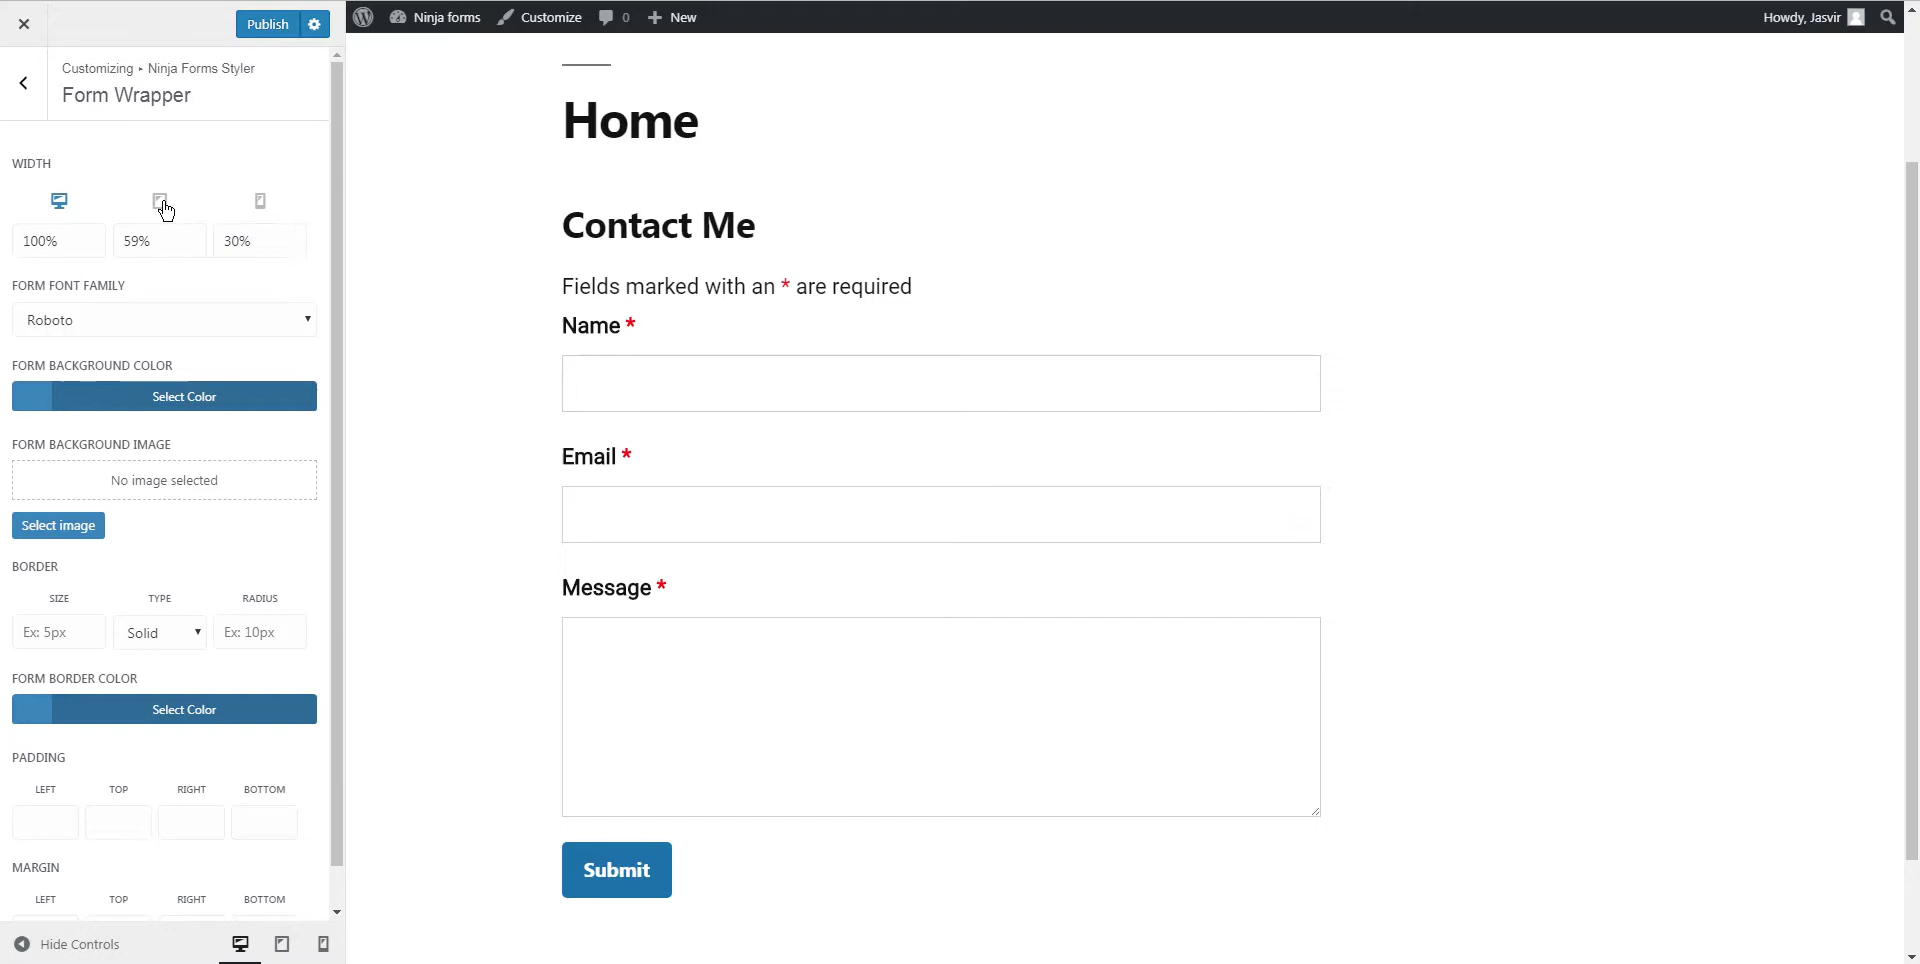 Publish
Ninja forms
Customize
0
New
Howdy, Jasvir
Customizing ▸ Ninja Forms Styler
Form Wrapper
WIDTH
100%
59%
30%
FORM FONT FAMILY
Roboto
FORM BACKGROUND COLOR
Select Color
FORM BACKGROUND IMAGE
No image selected
Select image
BORDER
SIZE
TYPE
RADIUS
Ex: 5px
Solid
Ex: 10px
FORM BORDER COLOR
Select Color
PADDING
LEFT
TOP
RIGHT
BOTTOM
MARGIN
LEFT
TOP
RIGHT
BOTTOM
Hide Controls
Home
Contact Me
Fields marked with an * are required
Name *
Email *
Message *
Submit